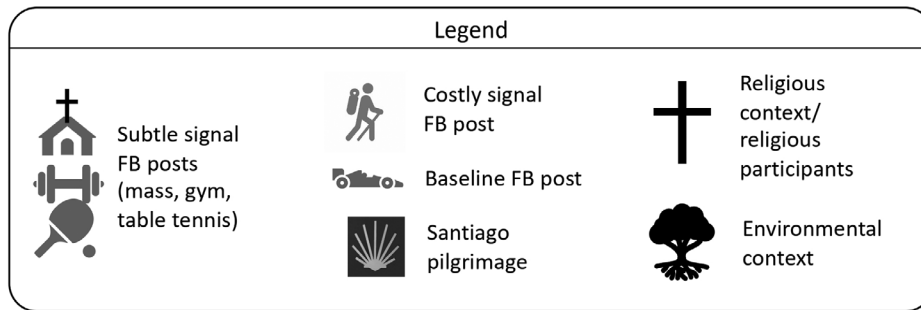 Legend
Subtle signal
FB posts
(mass, gym,
table tennis)
Costly signal
FB post
Baseline FB post
Santiago
pilgrimage
Religious
context/
religious
participants
Environmental
context